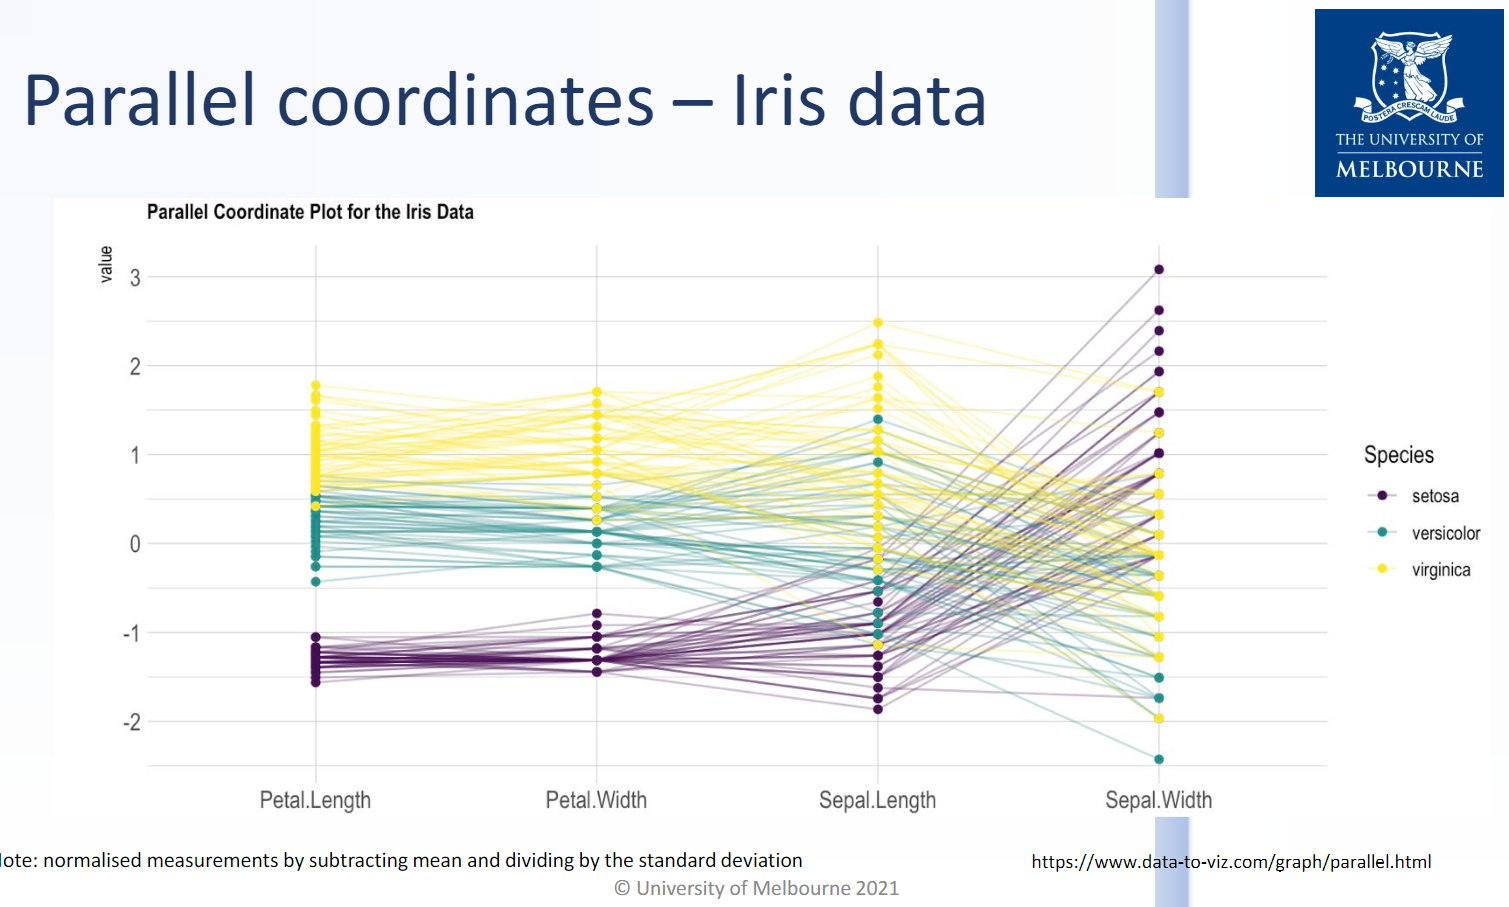 Parallel coordinates – Iris data
POSTERA CRESCAM LAUDE
THE UNIVERSITY OF
MELBOURNE
Parallel Coordinate Plot for the Iris Data
value
3
2
1
0
-1
-2
Petal.Length
Petal.Width
Sepal.Length
Sepal.Width
Species
setosa
versicolor
virginica
lote: normalised measurements by subtracting mean and dividing by the standard deviation
https://www.data-to-viz.com/graph/parallel.html
© University of Melbourne 2021